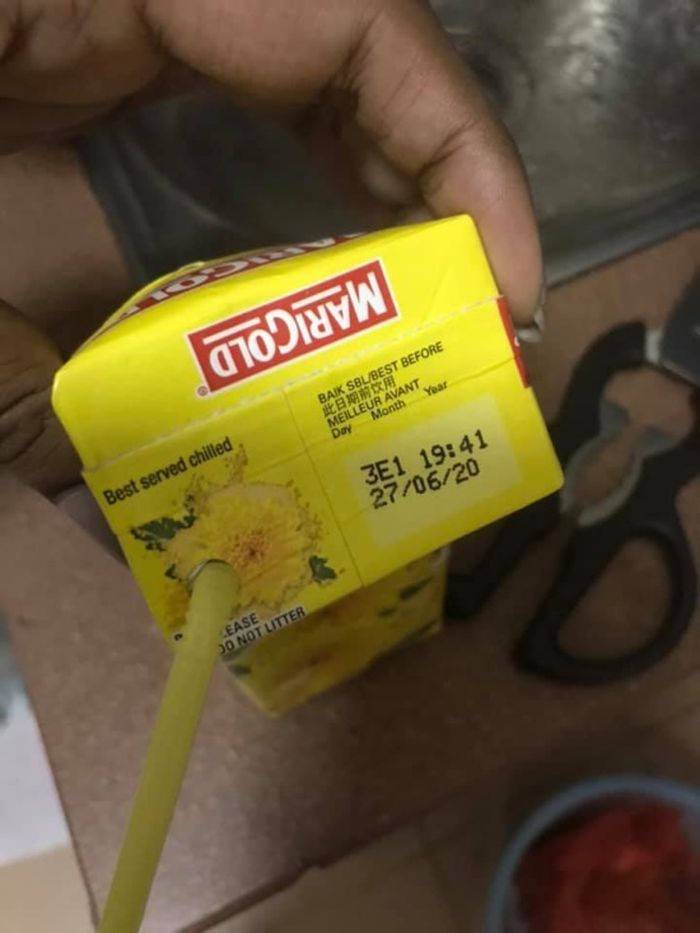 MARIGOLD
MARIGOLD®
BAIK SBL/BEST BEFORE
此日期前饮用
MEILLEUR AVANT
Day Month Year
3E1 19:41
27/06/20
Best served chilled
DO NOT LITTER